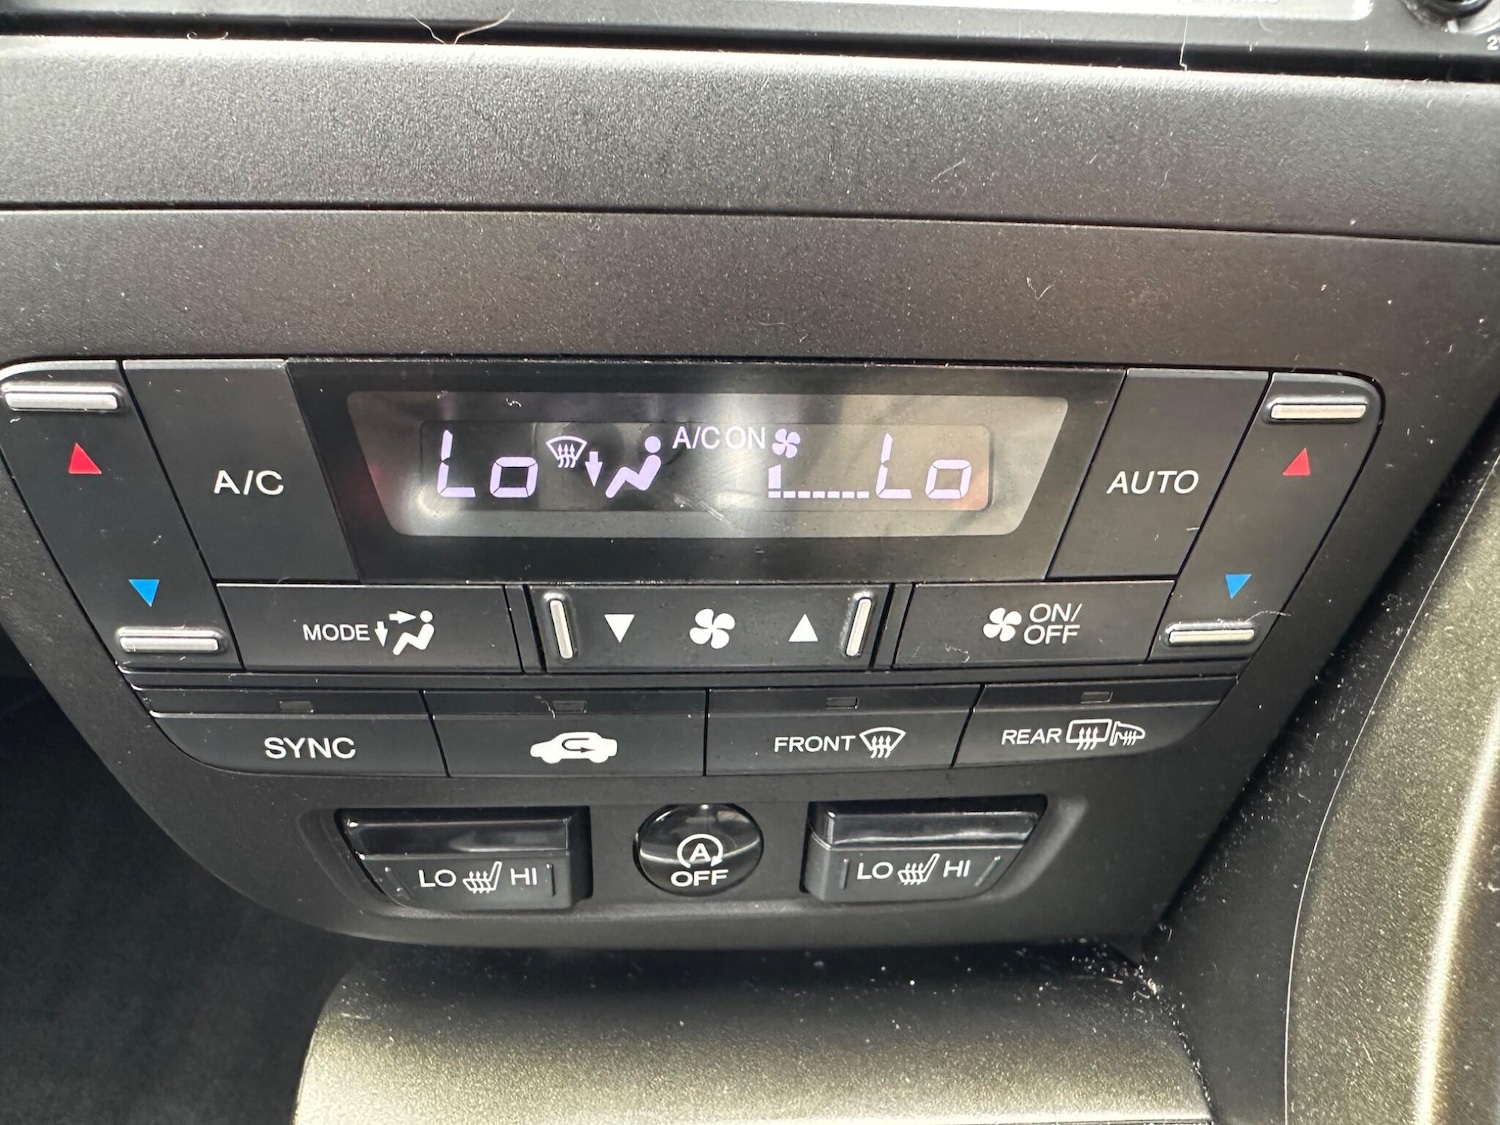 Lo A/C ON Lo
A/C
AUTO
MODE
ON/
OFF
SYNC
FRONT
REAR
LO HI
A
OFF
LO HI